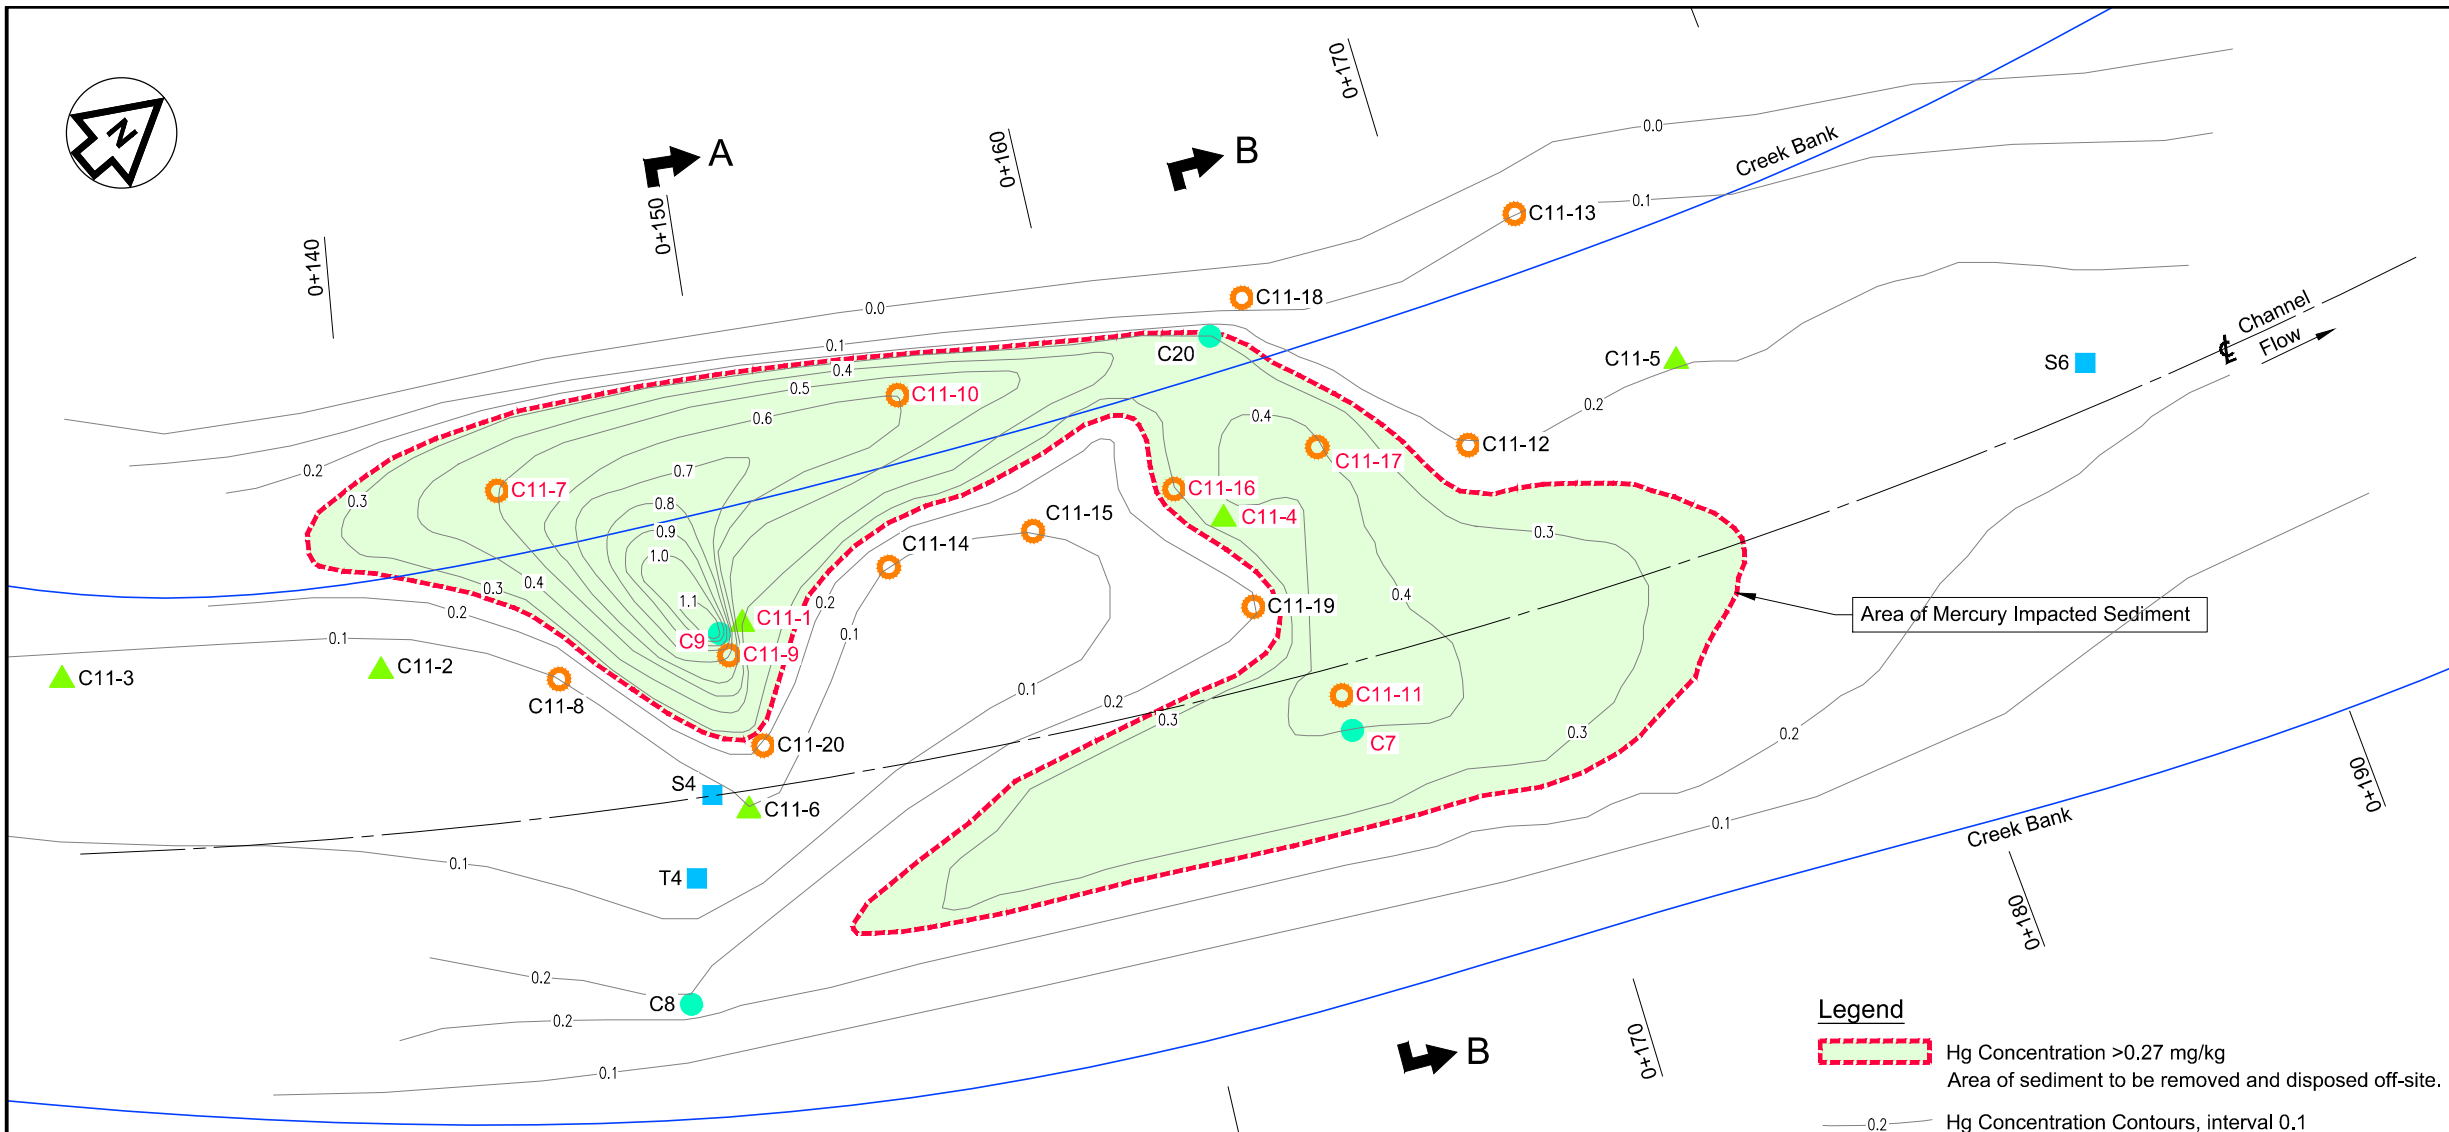 N
0+140
0+150
0+160
0+170
A
B
Creek Bank
0.0
0.1
C11-13
C11-18
0.0
0.1
C20
C11-5
S6
Channel
Flow
0.4
0.5
C11-10
0.6
0.2
0.2
0.4
C11-12
C11-17
0.7
0.3
C11-7
C11-16
0.8
C11-4
C11-15
0.9
0.3
1.0
C11-14
0.3
0.4
0.2
0.4
1.1
C11-1
C11-19
0.2
0.1
0.1
C9
C11-9
Area of Mercury Impacted Sediment
C11-3
C11-2
C11-8
0.1
0.2
C11-11
0.3
0.3
0.2
C7
C11-20
S4
C11-6
0.1
0.1
T4
Creek Bank
0+190
0.2
C8
0.2
0.1
0+180
0+170
B
Legend
Hg Concentration >0.27 mg/kg
Area of sediment to be removed and disposed off-site.
0.2
Hg Concentration Contours, interval 0.1